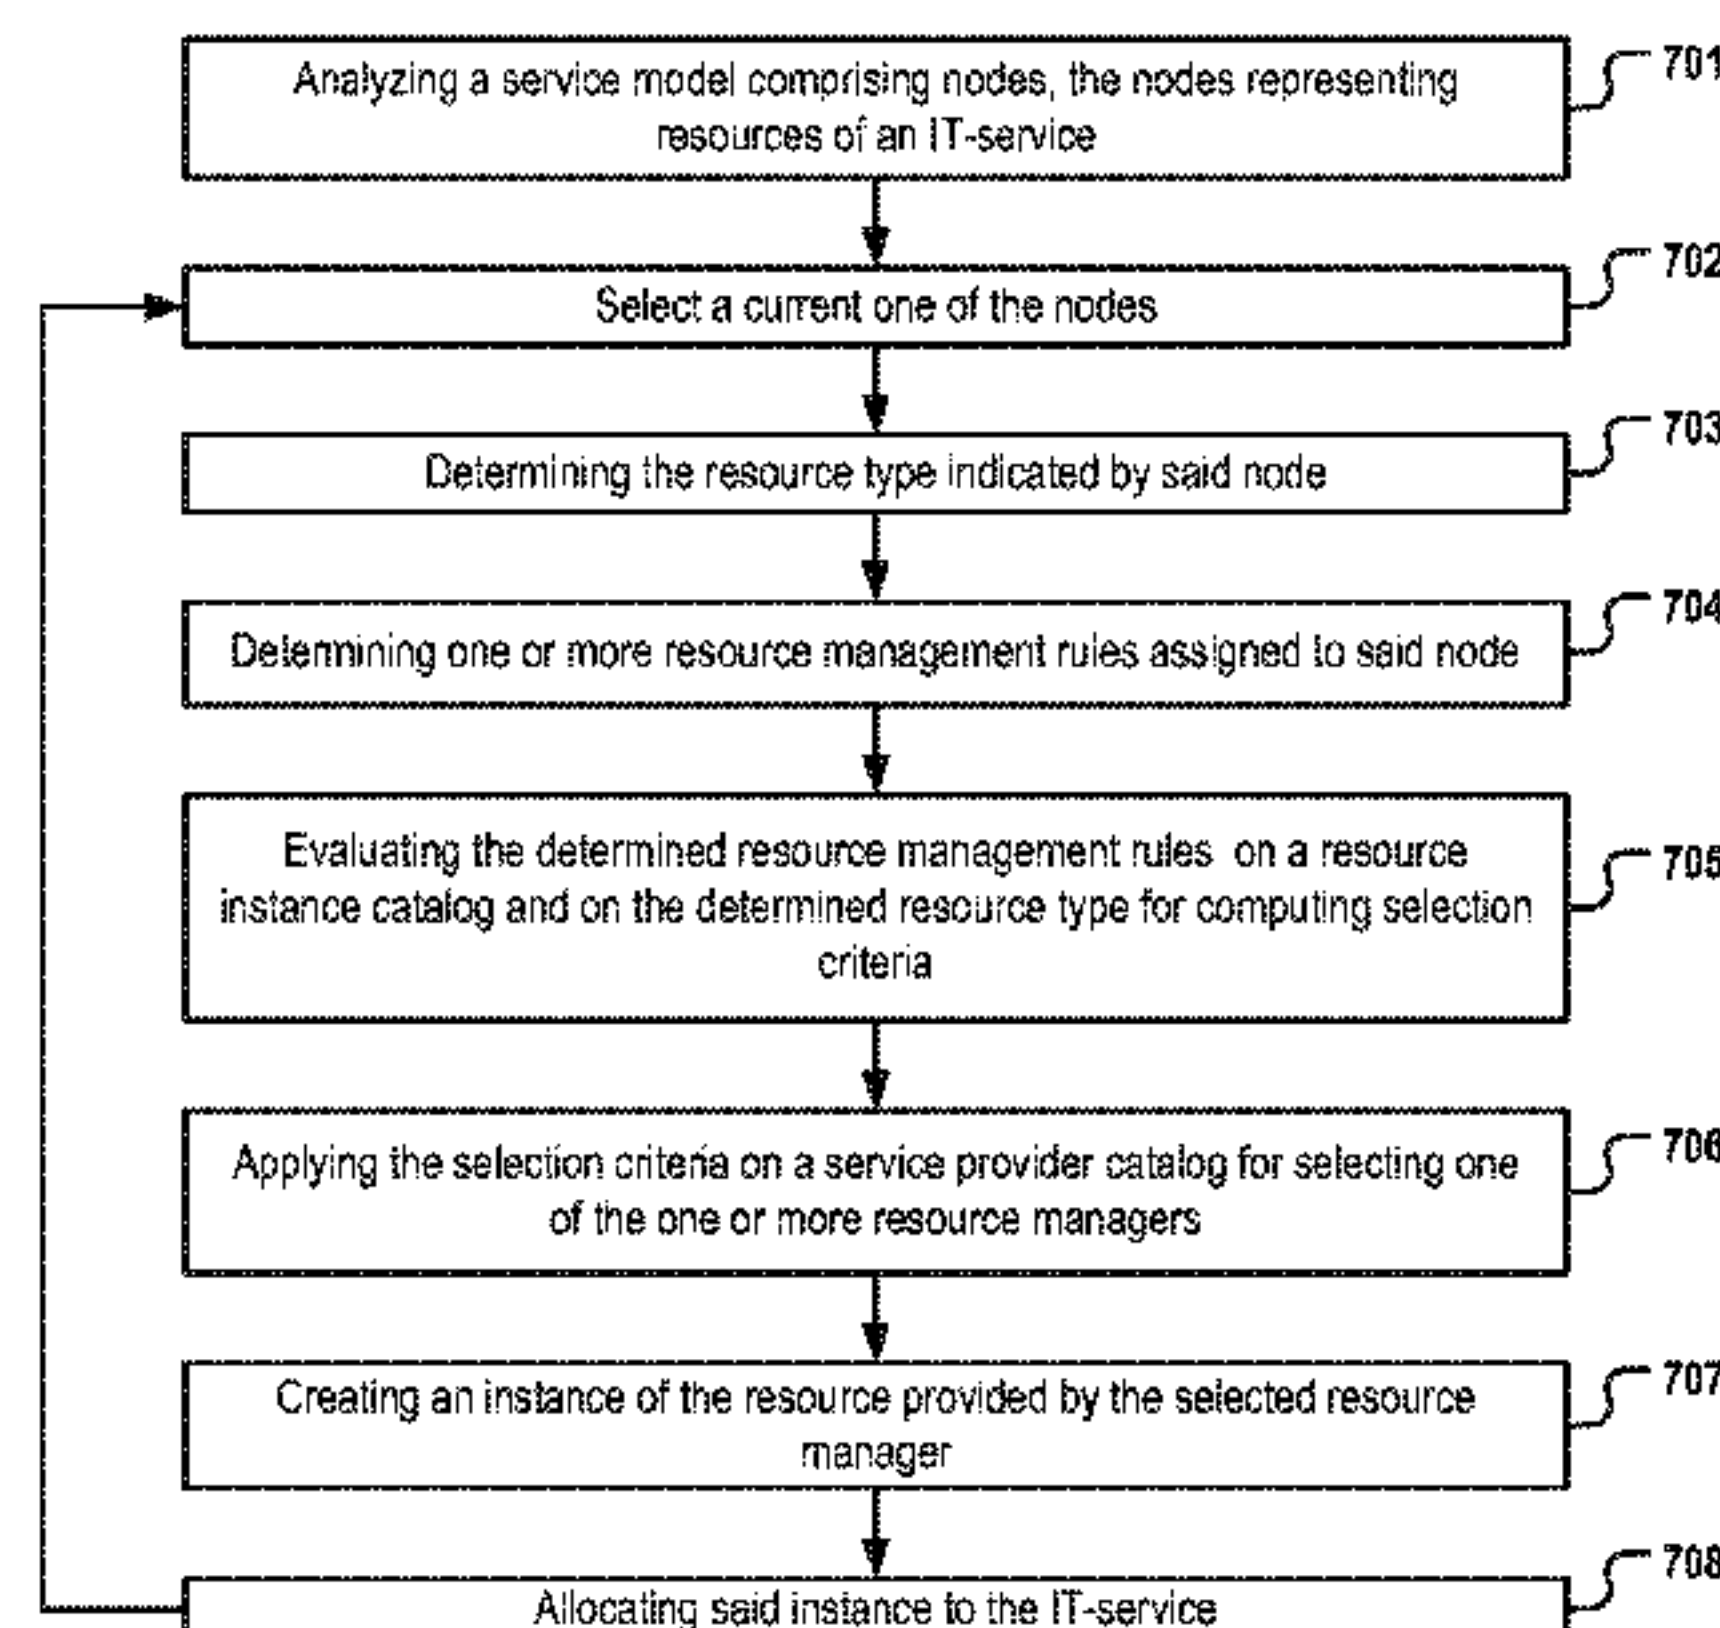 Analyzing a service model comprising nodes, the nodes representing
resources of an IT-service
701
Select a current one of the nodes
702
Determining the resource type indicated by said node
703
Determining one or more resource management rules assigned to said node
704
Evaluating the determined resource management rules on a resource
instance catalog and on the determined resource type for computing selection
criteria
705
Applying the selection criteria on a service provider catalog for selecting one
of the one or more resource managers
706
Creating an instance of the resource provided by the selected resource
manager
707
Allocating said instance to the IT-service
708